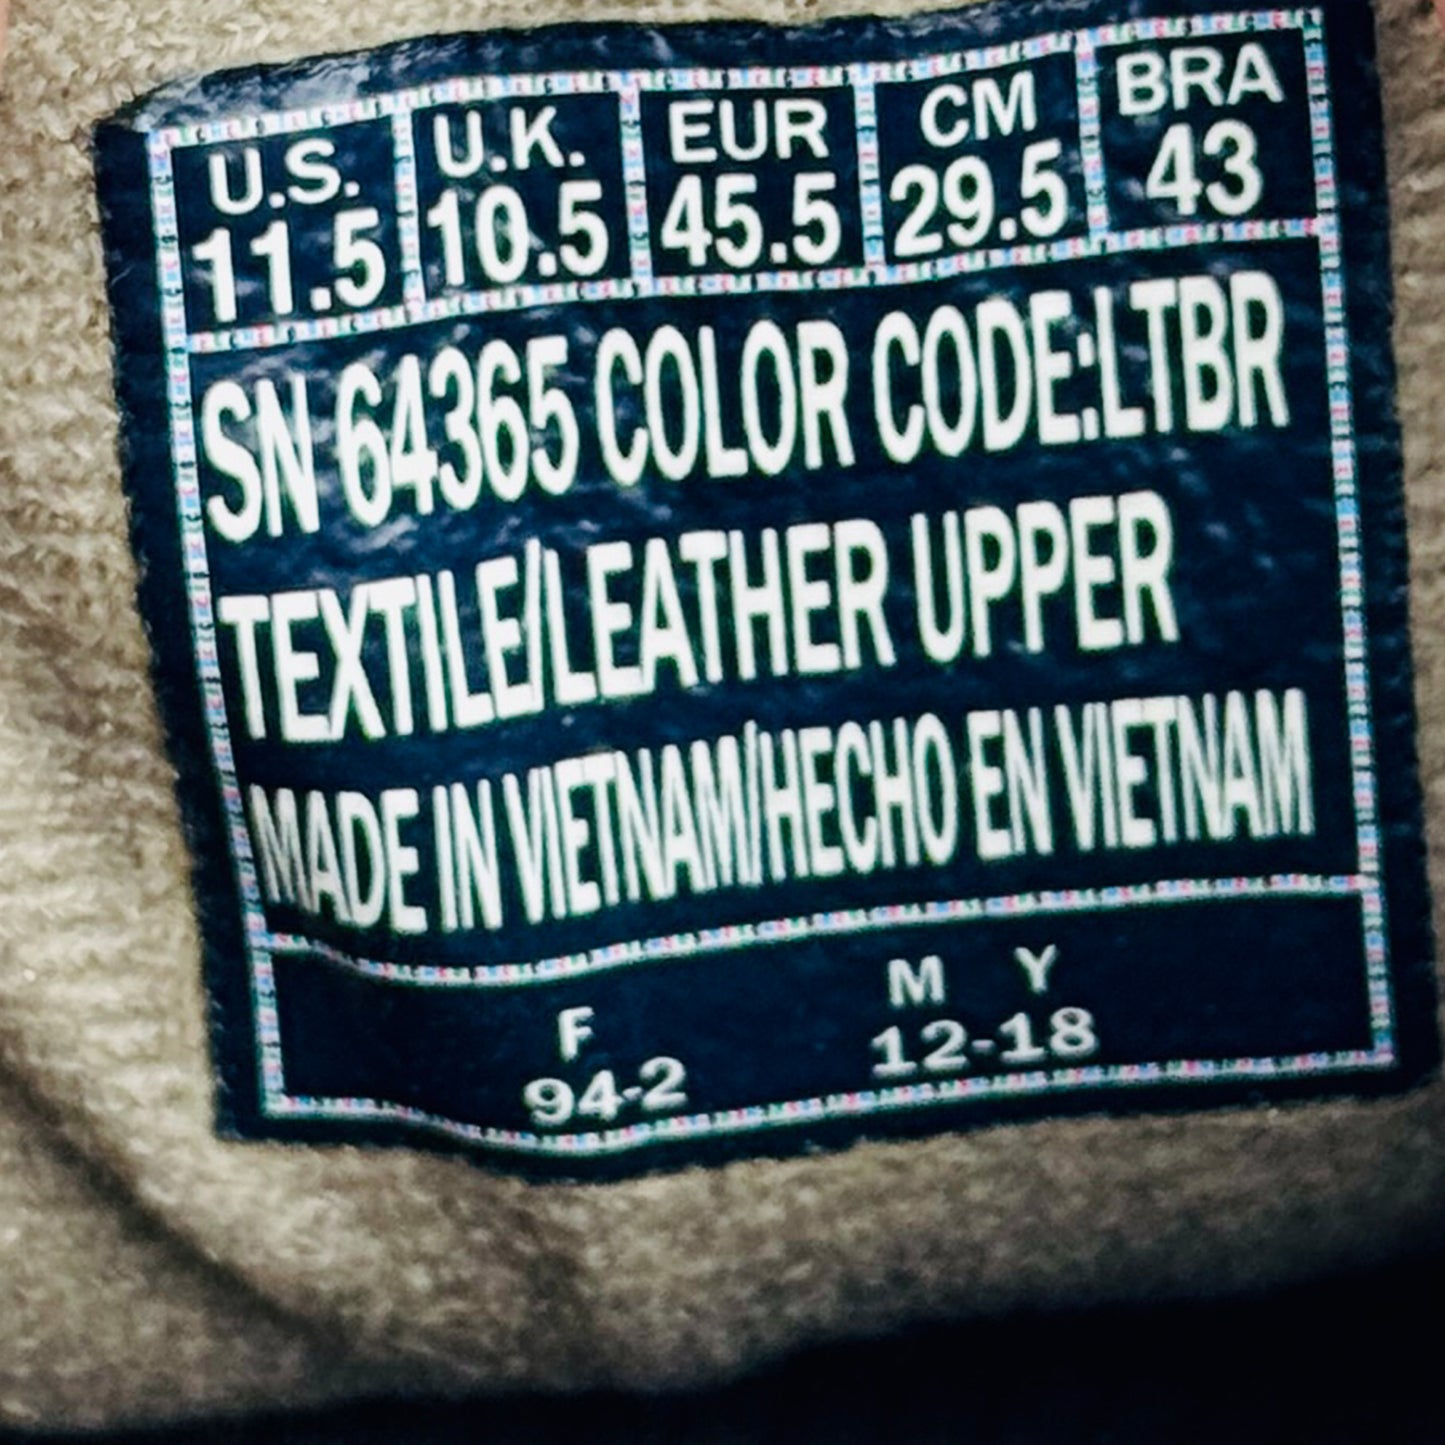 U.S. U.K. EUR CM BRA
11.5 10.5 45.5 29.5 43
SN 64365 COLOR CODE:LTBR
TEXTILE/LEATHER UPPER
MADE IN VIETNAM/HECHO EN VIETNAM
F M Y
94-2 12-18